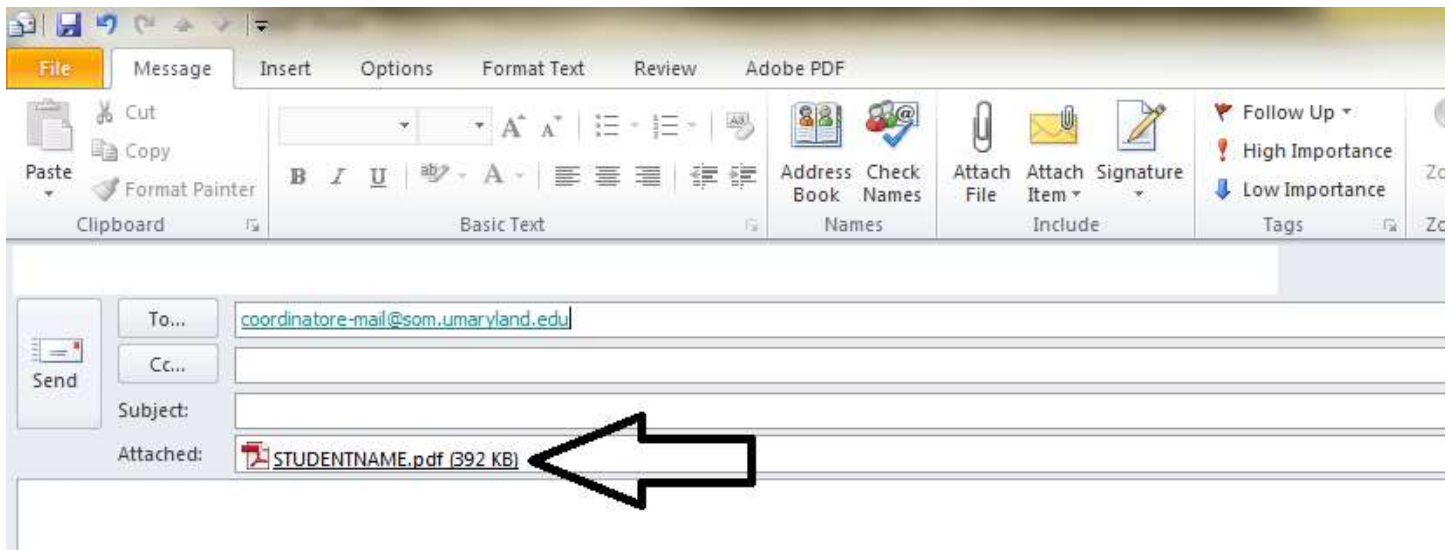 File Message Insert Options Format Text Review Adobe PDF
Cut
Copy
Format Painter
Paste
Clipboard
B I U A
Basic Text
Address Book
Check Names
Names
Attach File
Attach Item
Signature
Include
Follow Up
High Importance
Low Importance
Tags
To...
coordinatore-mail@som.umaryland.edu
Cc...
Send
Subject:
Attached: STUDENTNAME.pdf (392 KB)